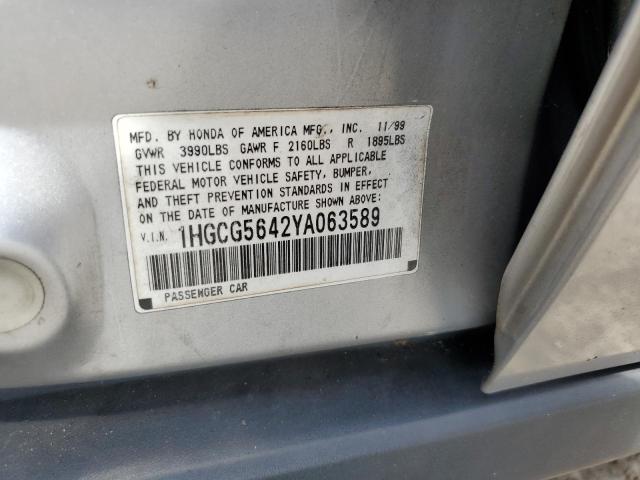 MFD. BY HONDA OF AMERICA MFG., INC. 11/99
GVWR 3990LBS GAWR F 2160LBS R 1895LBS
THIS VEHICLE CONFORMS TO ALL APPLICABLE
FEDERAL MOTOR VEHICLE SAFETY, BUMPER,
AND THEFT PREVENTION STANDARDS IN EFFECT
ON THE DATE OF MANUFACTURE SHOWN ABOVE:
V.I.N. 1HGCG5642YA063589
PASSENGER CAR